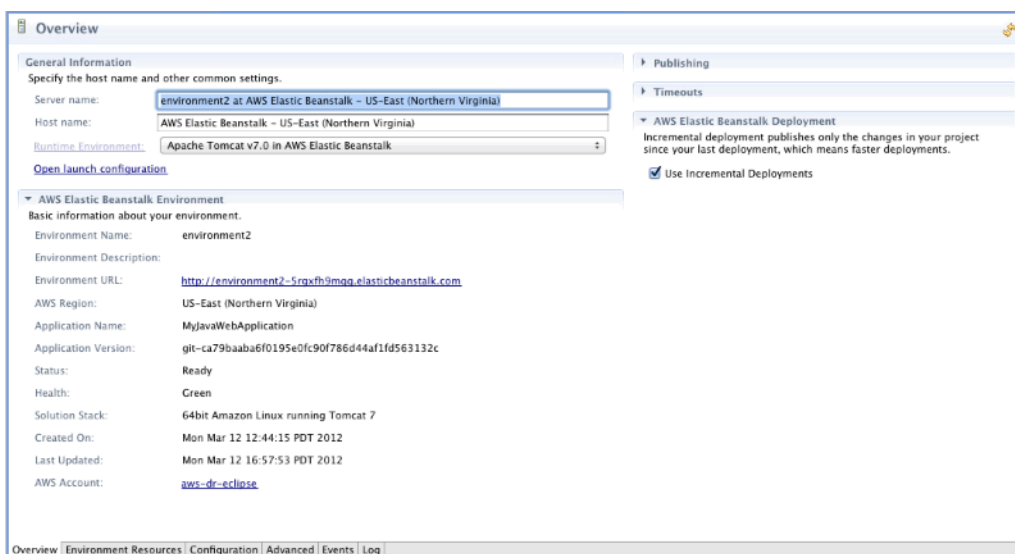 Overview
General Information
Specify the host name and other common settings.
Server name: environment2 at AWS Elastic Beanstalk - US-East (Northern Virginia)
Host name: AWS Elastic Beanstalk - US-East (Northern Virginia)
Runtime Environment: Apache Tomcat v7.0 in AWS Elastic Beanstalk
Open launch configuration
AWS Elastic Beanstalk Environment
Basic information about your environment.
Environment Name: environment2
Environment Description:
Environment URL: http://environment2-5rgxfh9mgg.elasticbeanstalk.com
AWS Region: US-East (Northern Virginia)
Application Name: MyJavaWebApplication
Application Version: git-ca79baaba6f0195e0fc90f786d44af1fd563132c
Status: Ready
Health: Green
Solution Stack: 64bit Amazon Linux running Tomcat 7
Created On: Mon Mar 12 12:44:15 PDT 2012
Last Updated: Mon Mar 12 16:57:53 PDT 2012
AWS Account: aws-dr-eclipse
Publishing
Timeouts
AWS Elastic Beanstalk Deployment
Incremental deployment publishes only the changes in your project
since your last deployment, which means faster deployments.
Use Incremental Deployments
Overview Environment Resources Configuration Advanced Events Log